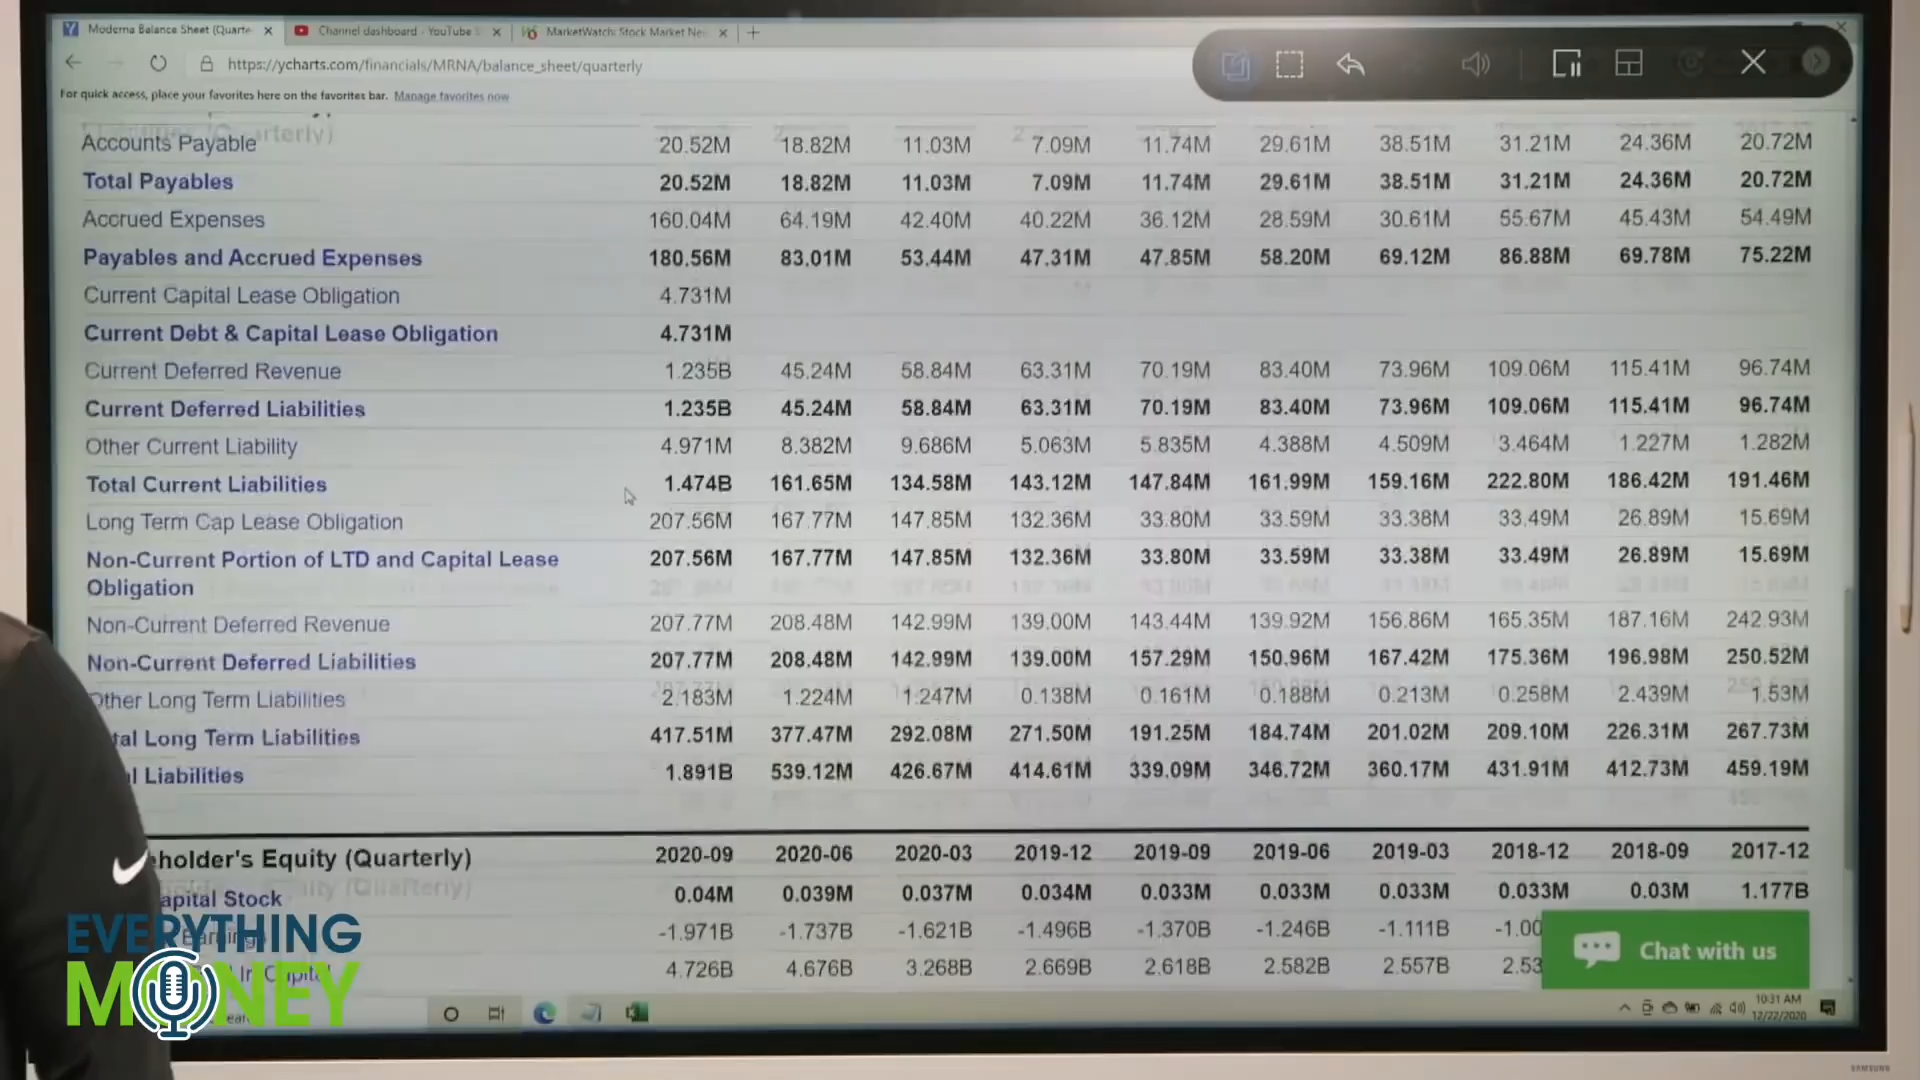 Moderna Balance Sheet (Quarte
Channel dashboard - YouTube S
MarketWatch: Stock Market Ne
https://ycharts.com/financials/MRNA/balance_sheet/quarterly
For quick access, place your favorites here on the favorites bar. Manage favorites now
Accounts Payable 20.52M 18.82M 11.03M 7.09M 11.74M 29.61M 38.51M 31.21M 24.36M 20.72M
Total Payables 20.52M 18.82M 11.03M 7.09M 11.74M 29.61M 38.51M 31.21M 24.36M 20.72M
Accrued Expenses 160.04M 64.19M 42.40M 40.22M 36.12M 28.59M 30.61M 55.67M 45.43M 54.49M
Payables and Accrued Expenses 180.56M 83.01M 53.44M 47.31M 47.85M 58.20M 69.12M 86.88M 69.78M 75.22M
Current Capital Lease Obligation 4.731M
Current Debt & Capital Lease Obligation 4.731M
Current Deferred Revenue 1.235B 45.24M 58.84M 63.31M 70.19M 83.40M 73.96M 109.06M 115.41M 96.74M
Current Deferred Liabilities 1.235B 45.24M 58.84M 63.31M 70.19M 83.40M 73.96M 109.06M 115.41M 96.74M
Other Current Liability 4.971M 8.382M 9.686M 5.063M 5.835M 4.388M 4.509M 3.464M 1.227M 1.282M
Total Current Liabilities 1.474B 161.65M 134.58M 143.12M 147.84M 161.99M 159.16M 222.80M 186.42M 191.46M
Long Term Cap Lease Obligation 207.56M 167.77M 147.85M 132.36M 33.80M 33.59M 33.38M 33.49M 26.89M 15.69M
Non-Current Portion of LTD and Capital Lease 207.56M 167.77M 147.85M 132.36M 33.80M 33.59M 33.38M 33.49M 26.89M 15.69M
Obligation
Non-Current Deferred Revenue 207.77M 208.48M 142.99M 139.00M 143.44M 139.92M 156.86M 165.35M 187.16M 242.93M
Non-Current Deferred Liabilities 207.77M 208.48M 142.99M 139.00M 157.29M 150.96M 167.42M 175.36M 196.98M 250.52M
Other Long Term Liabilities 2.183M 1.224M 1.247M 0.138M 0.161M 0.188M 0.213M 0.258M 2.439M 1.53M
tal Long Term Liabilities 417.51M 377.47M 292.08M 271.50M 191.25M 184.74M 201.02M 209.10M 226.31M 267.73M
l Liabilities 1.891B 539.12M 426.67M 414.61M 339.09M 346.72M 360.17M 431.91M 412.73M 459.19M
holder's Equity (Quarterly) 2020-09 2020-06 2020-03 2019-12 2019-09 2019-06 2019-03 2018-12 2018-09 2017-12
apital Stock 0.04M 0.039M 0.037M 0.034M 0.033M 0.033M 0.033M 0.033M 0.03M 1.177B
-1.971B -1.737B -1.621B -1.496B -1.370B -1.246B -1.111B -1.00
4.726B 4.676B 3.268B 2.669B 2.618B 2.582B 2.557B 2.53
Chat with us
EVERYTHING
MONEY
10:31 AM
12/22/2020
SAMSUNG